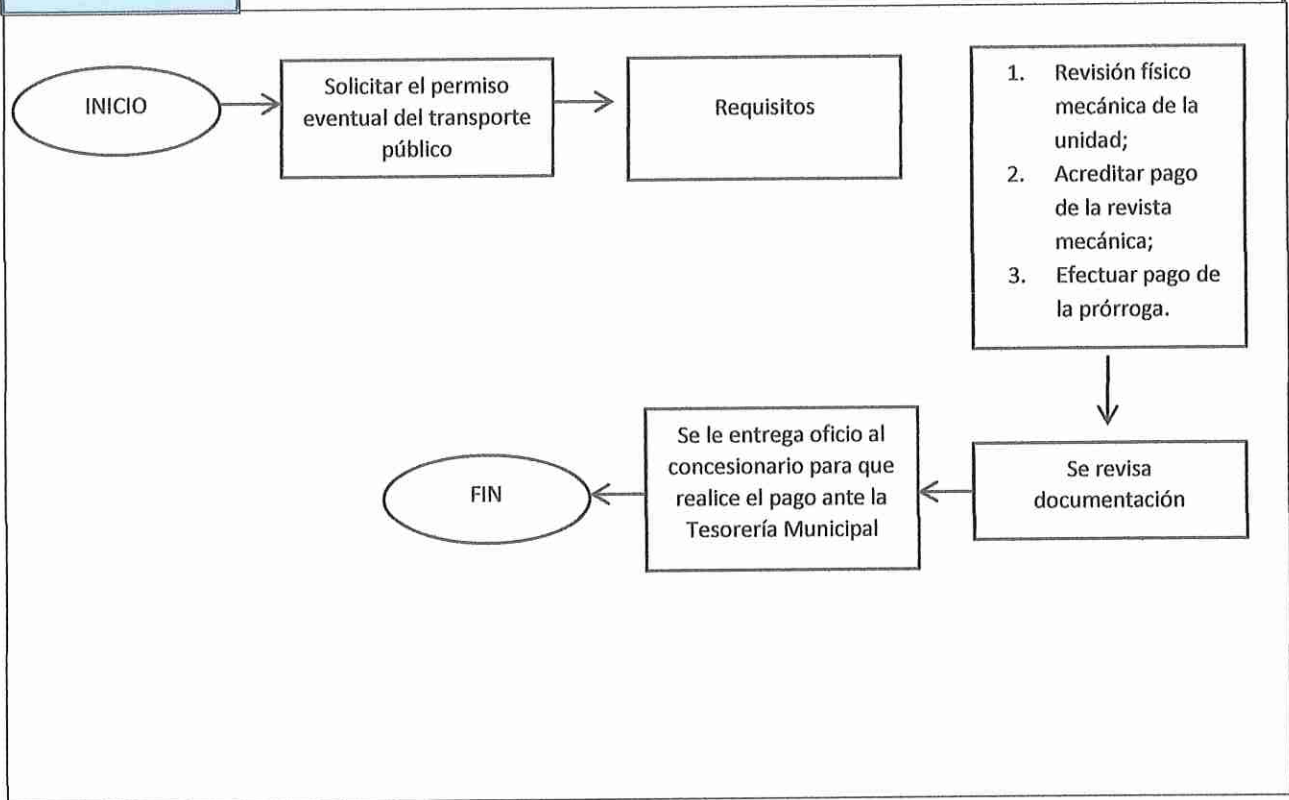 INICIO
Solicitar el permiso
eventual del transporte
público
Requisitos
1. Revisión físico
mecánica de la
unidad;
2. Acreditar pago
de la revista
mecánica;
3. Efectuar pago de
la prórroga.
Se revisa
documentación
Se le entrega oficio al
concesionario para que
realice el pago ante la
Tesorería Municipal
FIN